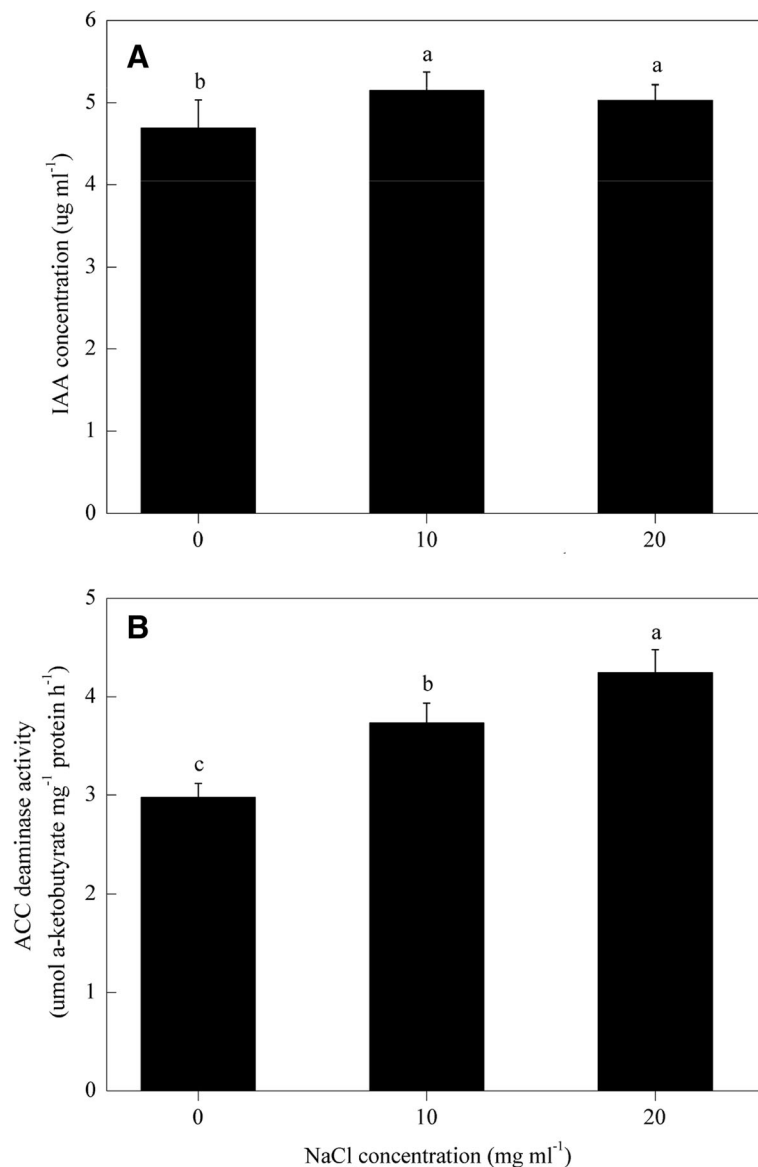 A
IAA concentration (ug ml⁻¹)
6
5
4
3
2
1
0
b
a
a
0
10
20
B
ACC deaminase activity
(umol a-ketobutyrate mg⁻¹ protein h⁻¹)
5
4
3
2
1
0
c
b
a
0
10
20
NaCl concentration (mg ml⁻¹)